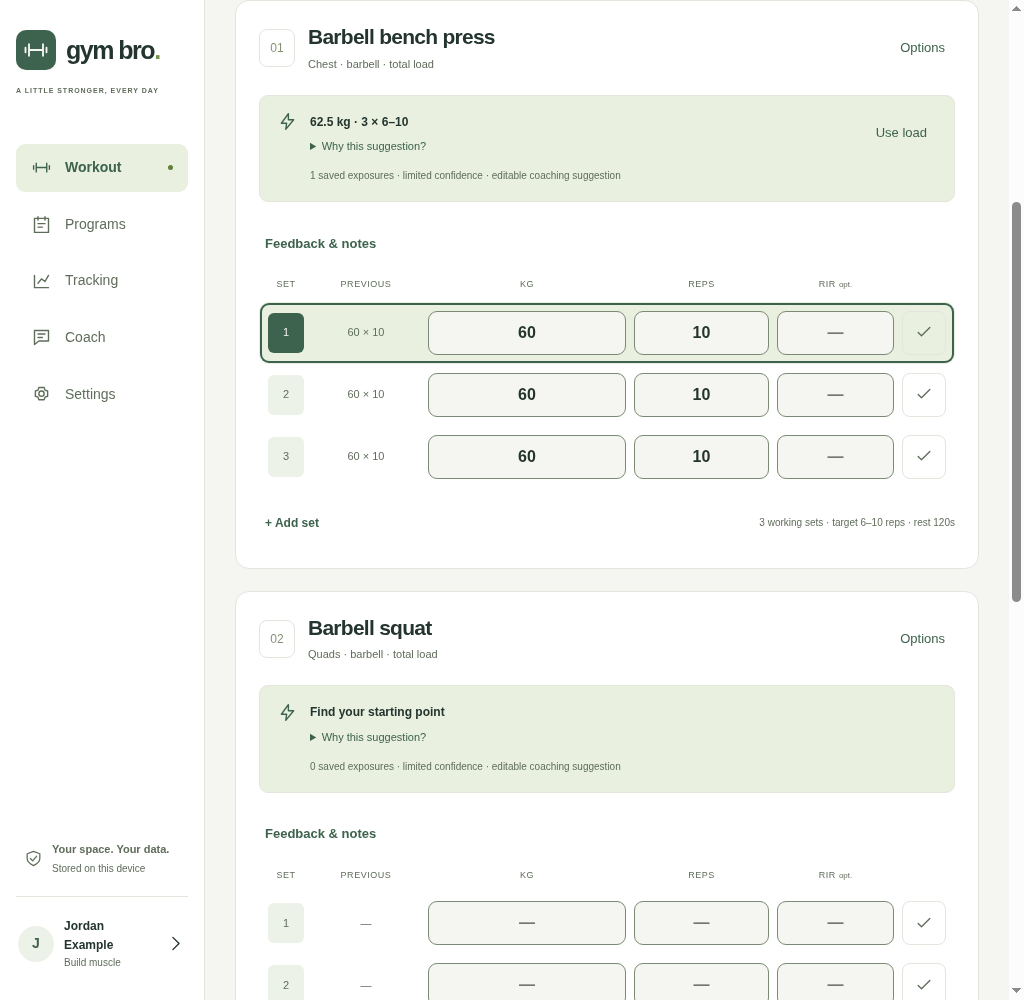 gym bro.
A LITTLE STRONGER, EVERY DAY
Workout
Programs
Tracking
Coach
Settings
Your space. Your data.
Stored on this device
J
Jordan
Example
Build muscle
01
Barbell bench press
Chest · barbell · total load
Options
62.5 kg · 3 × 6–10
▶ Why this suggestion?
1 saved exposures · limited confidence · editable coaching suggestion
Use load
Feedback & notes
SET PREVIOUS KG REPS RIR opt.
1 60 × 10 60 10 —
2 60 × 10 60 10 —
3 60 × 10 60 10 —
+ Add set
3 working sets · target 6–10 reps · rest 120s
02
Barbell squat
Quads · barbell · total load
Options
Find your starting point
▶ Why this suggestion?
0 saved exposures · limited confidence · editable coaching suggestion
Feedback & notes
SET PREVIOUS KG REPS RIR opt.
1 — — — —
2 — — — —